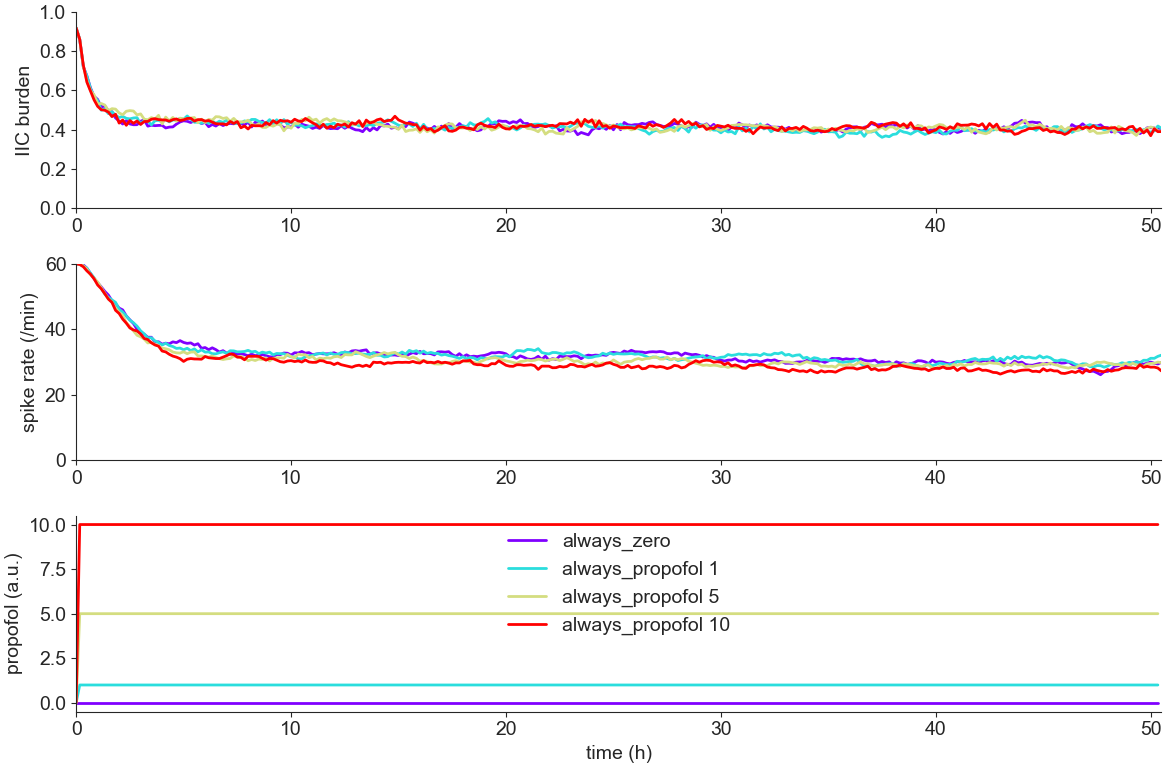 1.0
0.8
0.6
0.4
0.2
0.0
IIC burden
0 10 20 30 40 50
60
40
20
0
spike rate (/min)
0 10 20 30 40 50
10.0
7.5
5.0
2.5
0.0
propofol (a.u.)
always_zero
always_propofol 1
always_propofol 5
always_propofol 10
0 10 20 30 40 50
time (h)